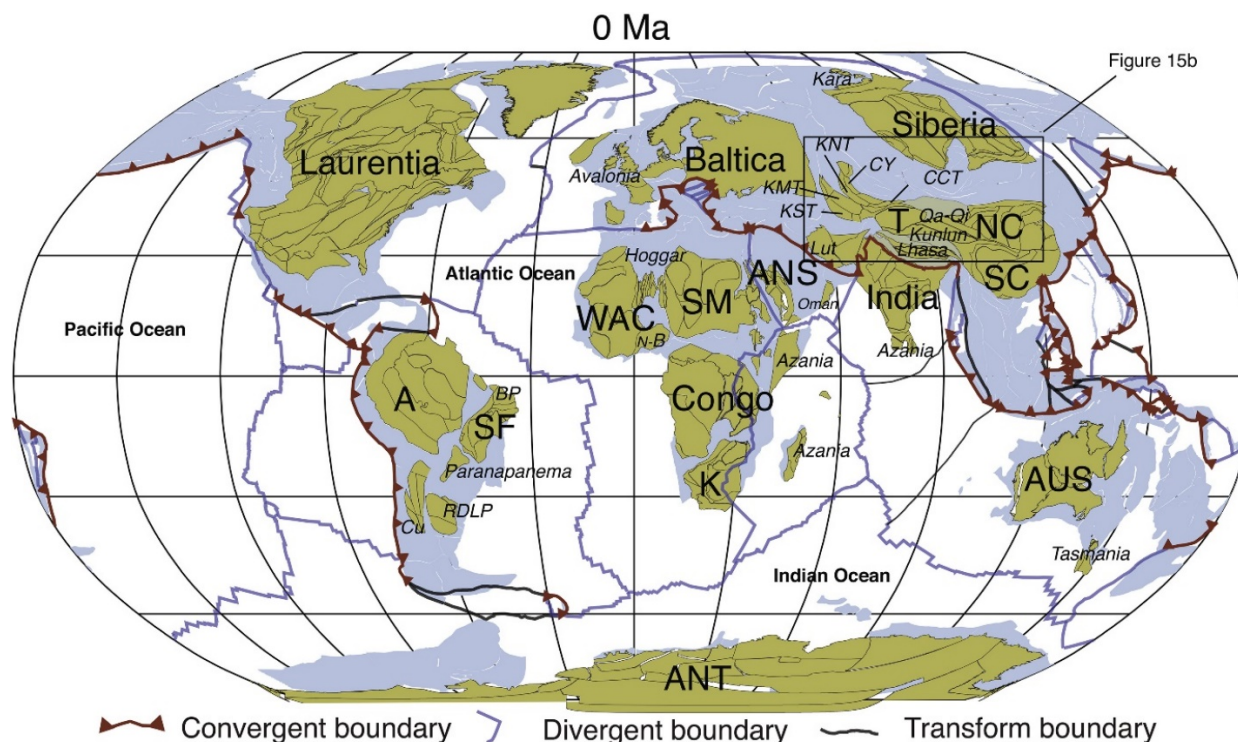 0 Ma
Figure 15b
Kara
Siberia
Laurentia
Baltica
Avalonia
KNT
CY
CCT
KMT
KST
T
Qa-Qi
NC
Kunlun
Lhasa
Lut
SC
Hoggar
ANS
Atlantic Ocean
SM
India
WAC
Oman
Pacific Ocean
N-B
Azania
Azania
A
BP
Congo
SF
Azania
Paranapanema
K
AUS
RDLP
Cu
Tasmania
Indian Ocean
ANT
Convergent boundary
Divergent boundary
Transform boundary